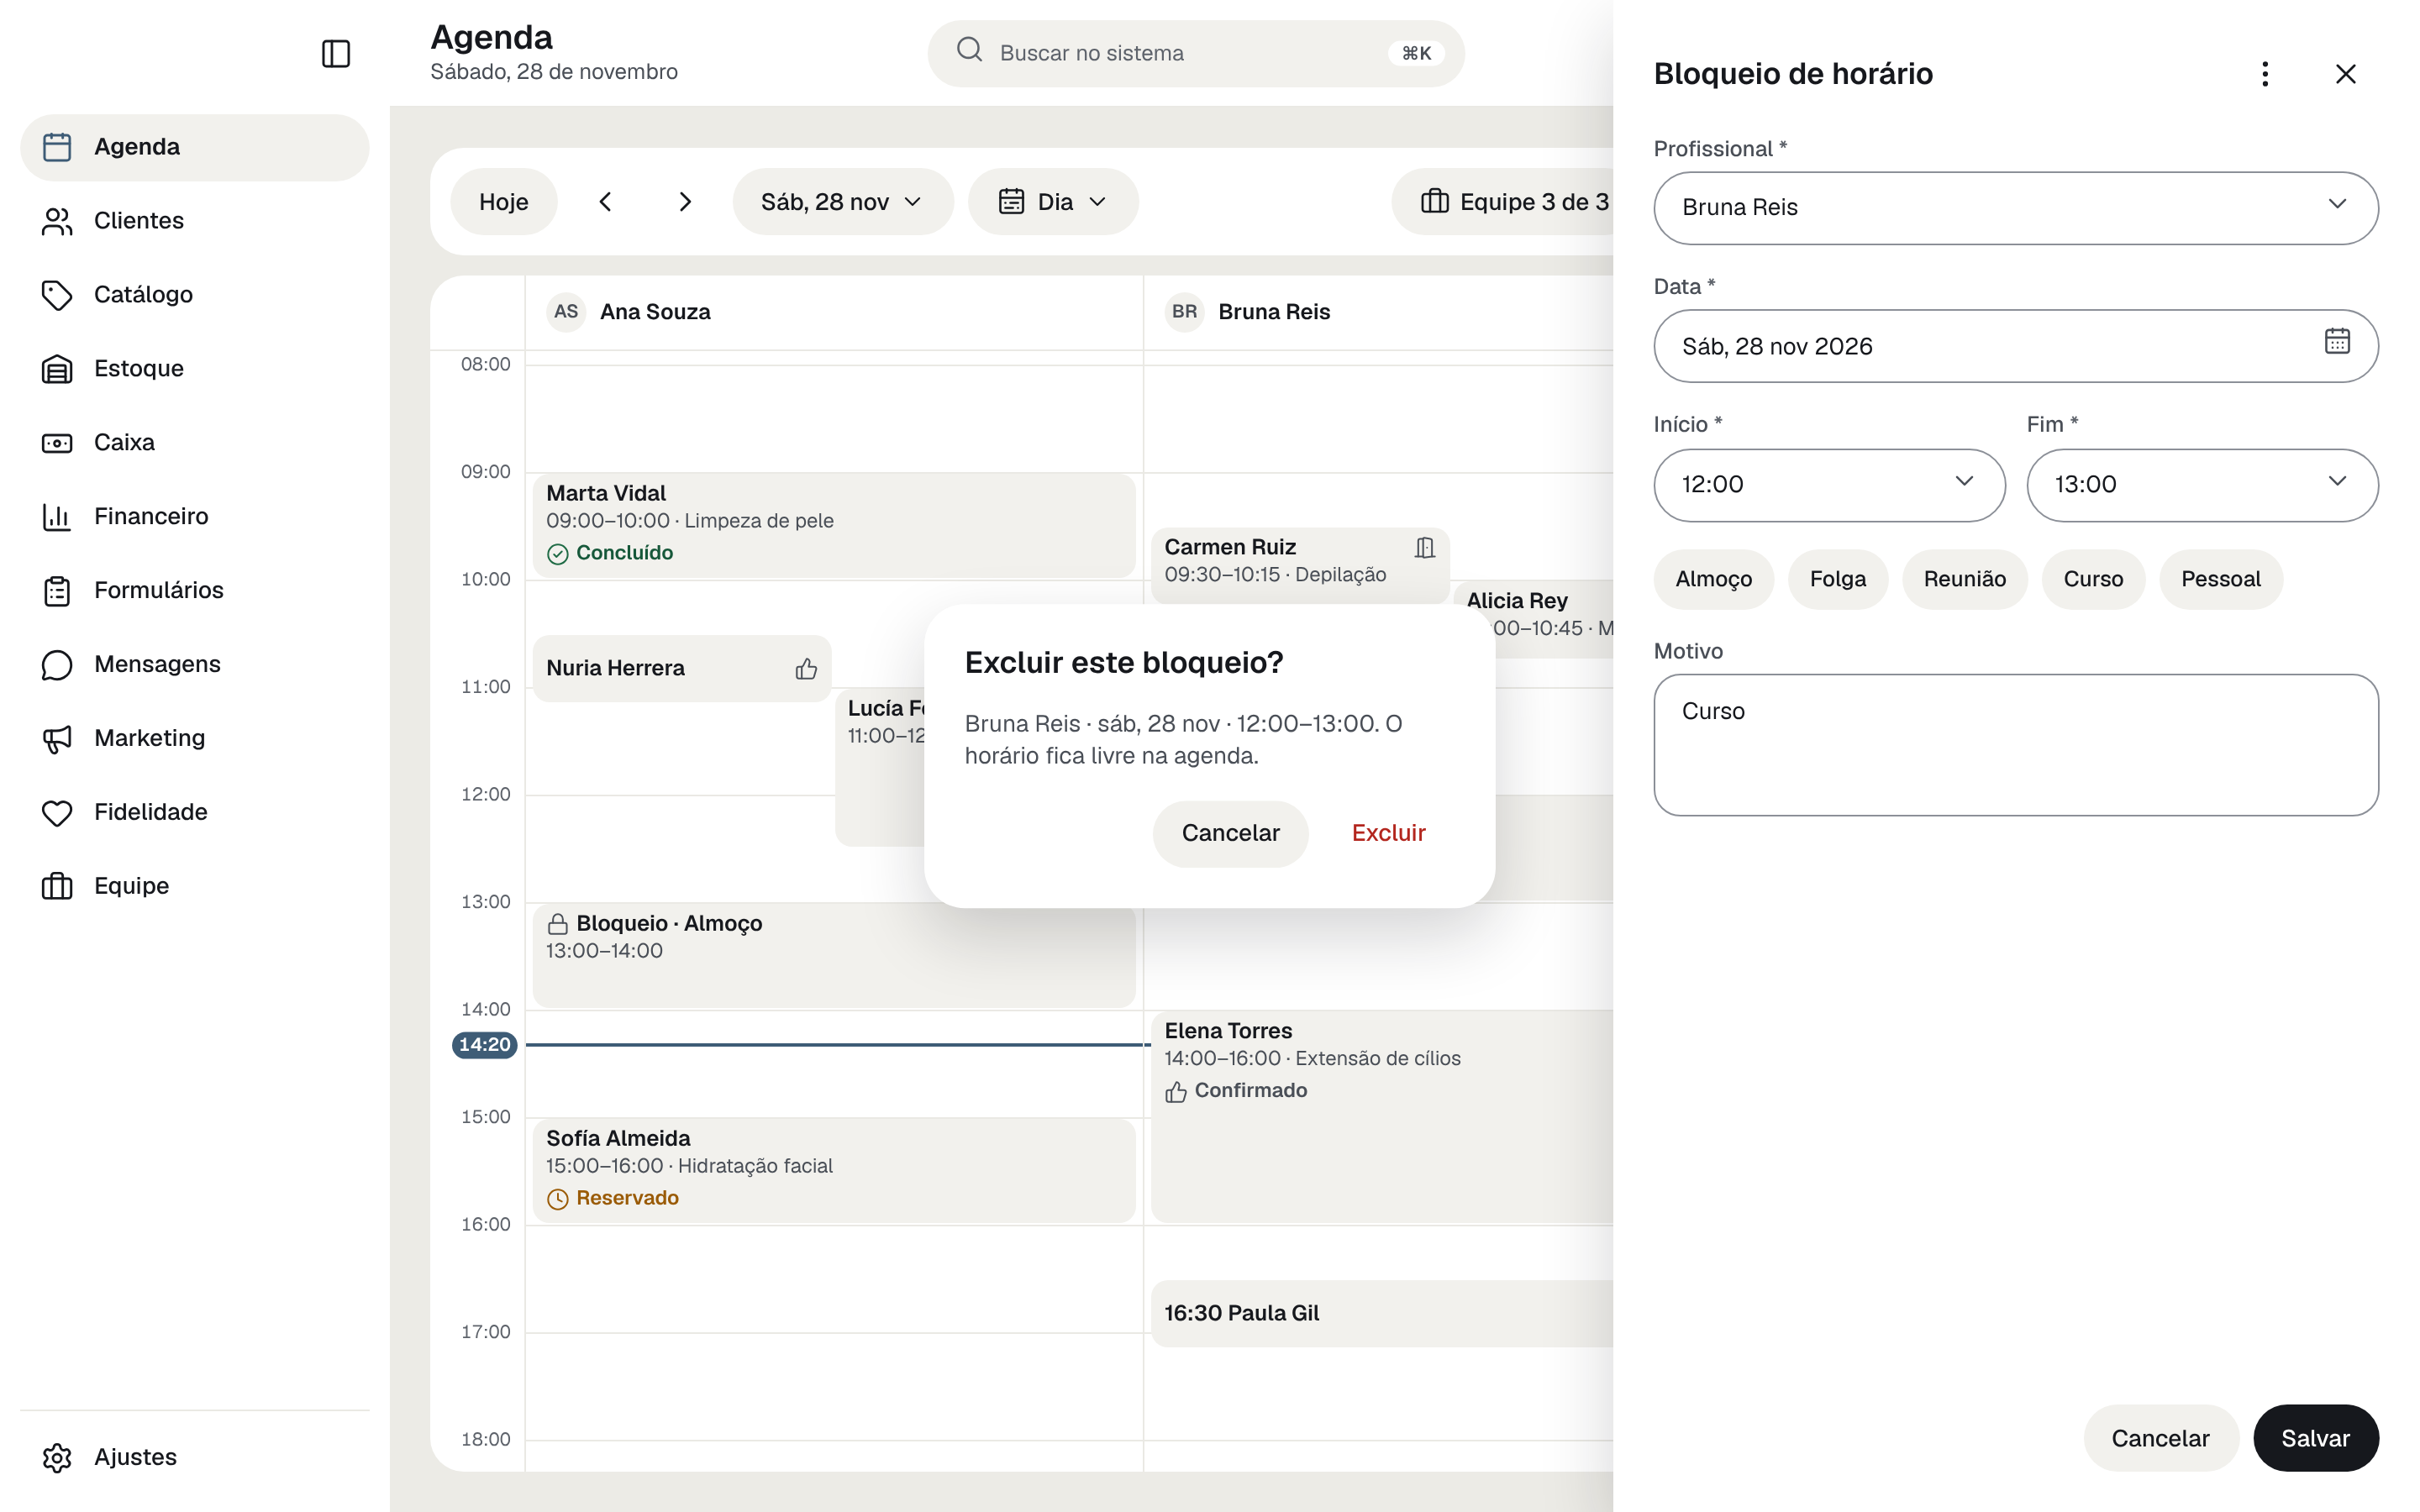 Agenda
Sábado, 28 de novembro
Buscar no sistema
⌘K
Agenda
Clientes
Catálogo
Estoque
Caixa
Financeiro
Formulários
Mensagens
Marketing
Fidelidade
Equipe
Ajustes
Hoje
Sáb, 28 nov
Dia
Equipe 3 de 3
AS Ana Souza
BR Bruna Reis
08:00
09:00
10:00
11:00
12:00
13:00
14:00
14:20
15:00
16:00
17:00
18:00
Marta Vidal
09:00–10:00 · Limpeza de pele
Concluído
Nuria Herrera
Lucía
11:00–12
Bloqueio · Almoço
13:00–14:00
Sofía Almeida
15:00–16:00 · Hidratação facial
Reservado
Carmen Ruiz
09:30–10:15 · Depilação
Alicia Rey
00–10:45 · M
Elena Torres
14:00–16:00 · Extensão de cílios
Confirmado
16:30 Paula Gil
Excluir este bloqueio?
Bruna Reis · sáb, 28 nov · 12:00–13:00. O
horário fica livre na agenda.
Cancelar
Excluir
Bloqueio de horário
Profissional *
Bruna Reis
Data *
Sáb, 28 nov 2026
Início *
Fim *
12:00
13:00
Almoço
Folga
Reunião
Curso
Pessoal
Motivo
Curso
Cancelar
Salvar